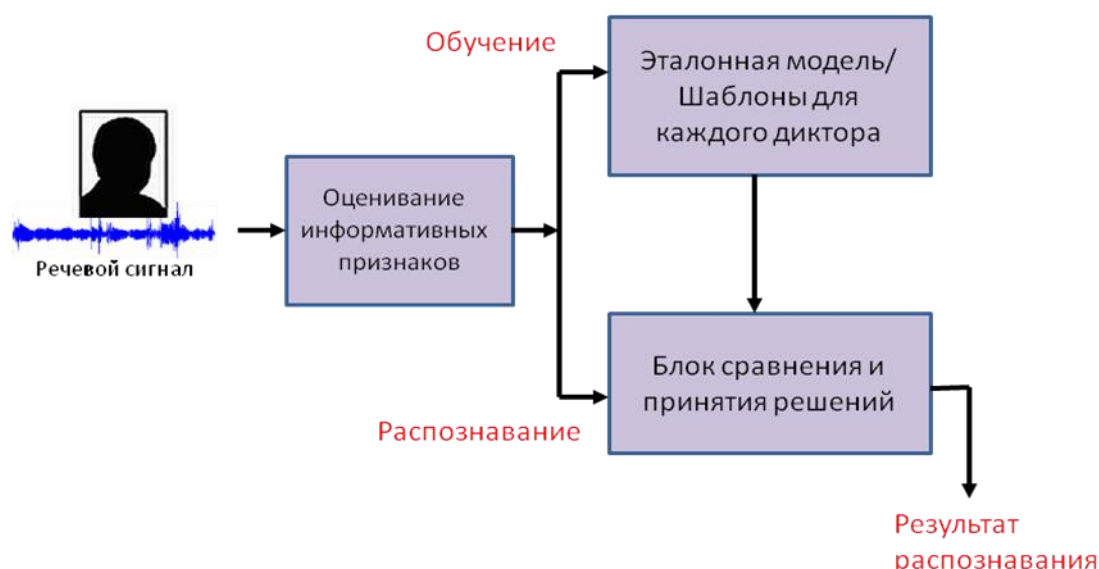 Обучение
Эталонная модель/
Шаблоны для
каждого диктора
Оценивание
информативных
признаков
Речевой сигнал
Блок сравнения и
принятия решений
Распознавание
Результат
распознавания